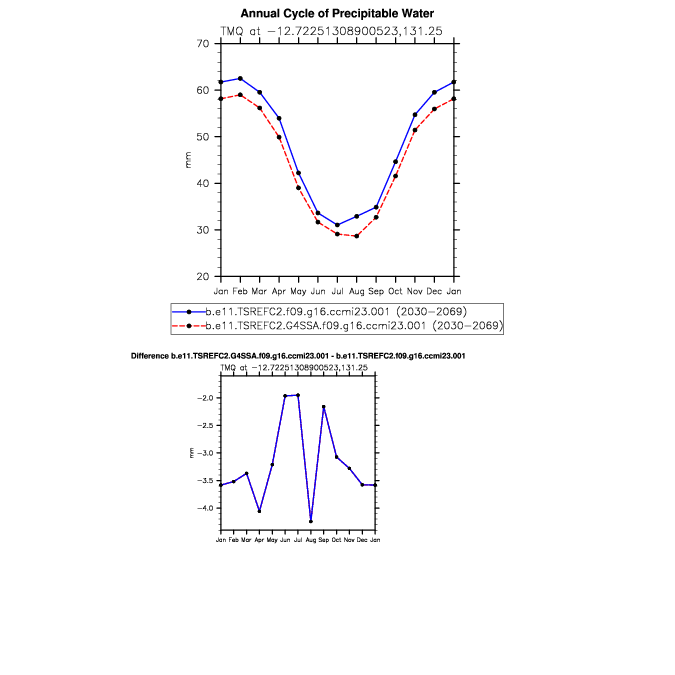 Annual Cycle of Precipitable Water
TMQ at −12.72251308900523,131.25
70
60
50
40
30
20
mm
Jan Feb Mar Apr May Jun Jul Aug Sep Oct Nov Dec Jan
b.e11.TSREFC2.f09.g16.ccmi23.001 (2030−2069)
b.e11.TSREFC2.G4SSA.f09.g16.ccmi23.001 (2030−2069)
Difference b.e11.TSREFC2.G4SSA.f09.g16.ccmi23.001 - b.e11.TSREFC2.f09.g16.ccmi23.001
TMQ at −12.72251308900523,131.25
−2.0
−2.5
−3.0
−3.5
−4.0
mm
Jan Feb Mar Apr May Jun Jul Aug Sep Oct Nov Dec Jan